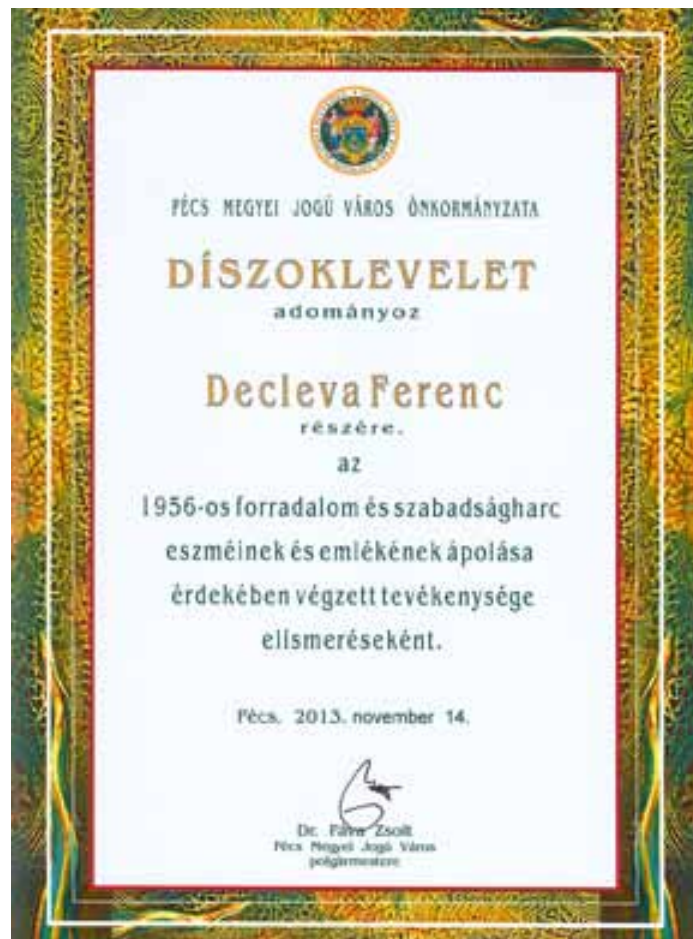 PÉCS MEGYEI JOGÚ VÁROS ÖNKORMÁNYZATA
DÍSZOKLEVELET
adományoz
Decleva Ferenc
részére.
az
1956-os forradalom és szabadságharc
eszméinek és emlékének ápolása
érdekében végzett tevékenysége
elismeréseként.
Pécs, 2013. november 14.
Dr. Páva Zsolt
Pécs Megyei Jogú Város
polgármestere